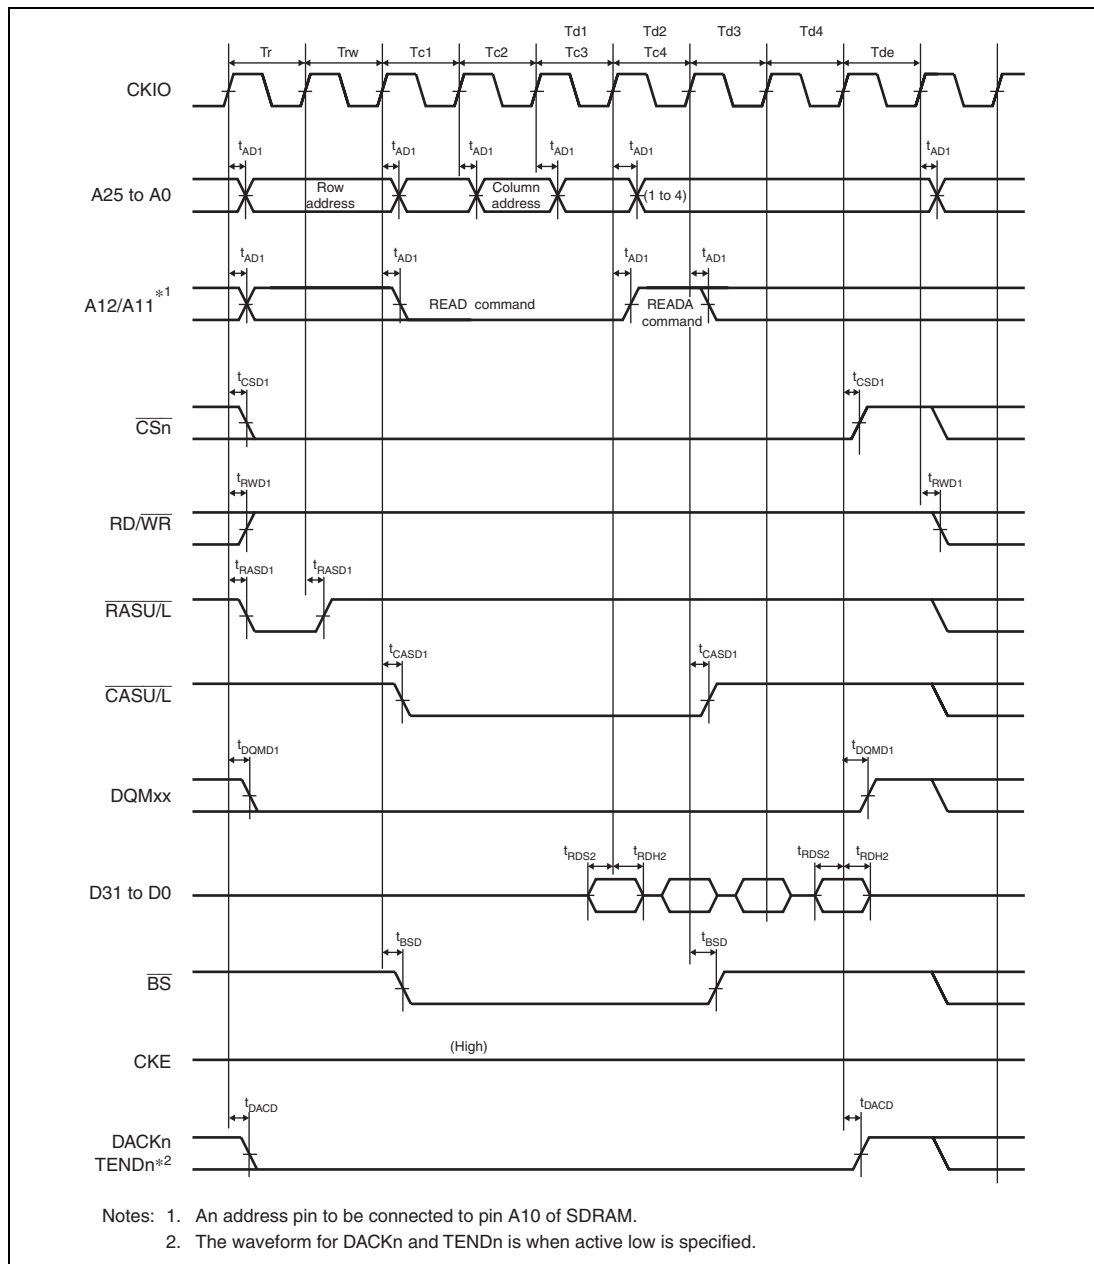 Td1 Td2 Td3 Td4
Tr Trw Tc1 Tc2 Tc3 Tc4 Tde
CKIO
tAD1 tAD1 tAD1 tAD1 tAD1 tAD1
A25 to A0
Row address
Column address
(1 to 4)
tAD1 tAD1 tAD1 tAD1
A12/A11*1
READ command
READA command
tCSD1 tCSD1
CSn
tRWD1 tRWD1
RD/WR
tRASD1 tRASD1
RASU/L
tCASD1 tCASD1
CASU/L
tDQMD1 tDQMD1
DQMxx
tRDS2 tRDH2 tRDS2 tRDH2
D31 to D0
tBSD tBSD
BS
(High)
CKE
tDACD tDACD
DACKn
TENDn*2
Notes: 1. An address pin to be connected to pin A10 of SDRAM.
2. The waveform for DACKn and TENDn is when active low is specified.